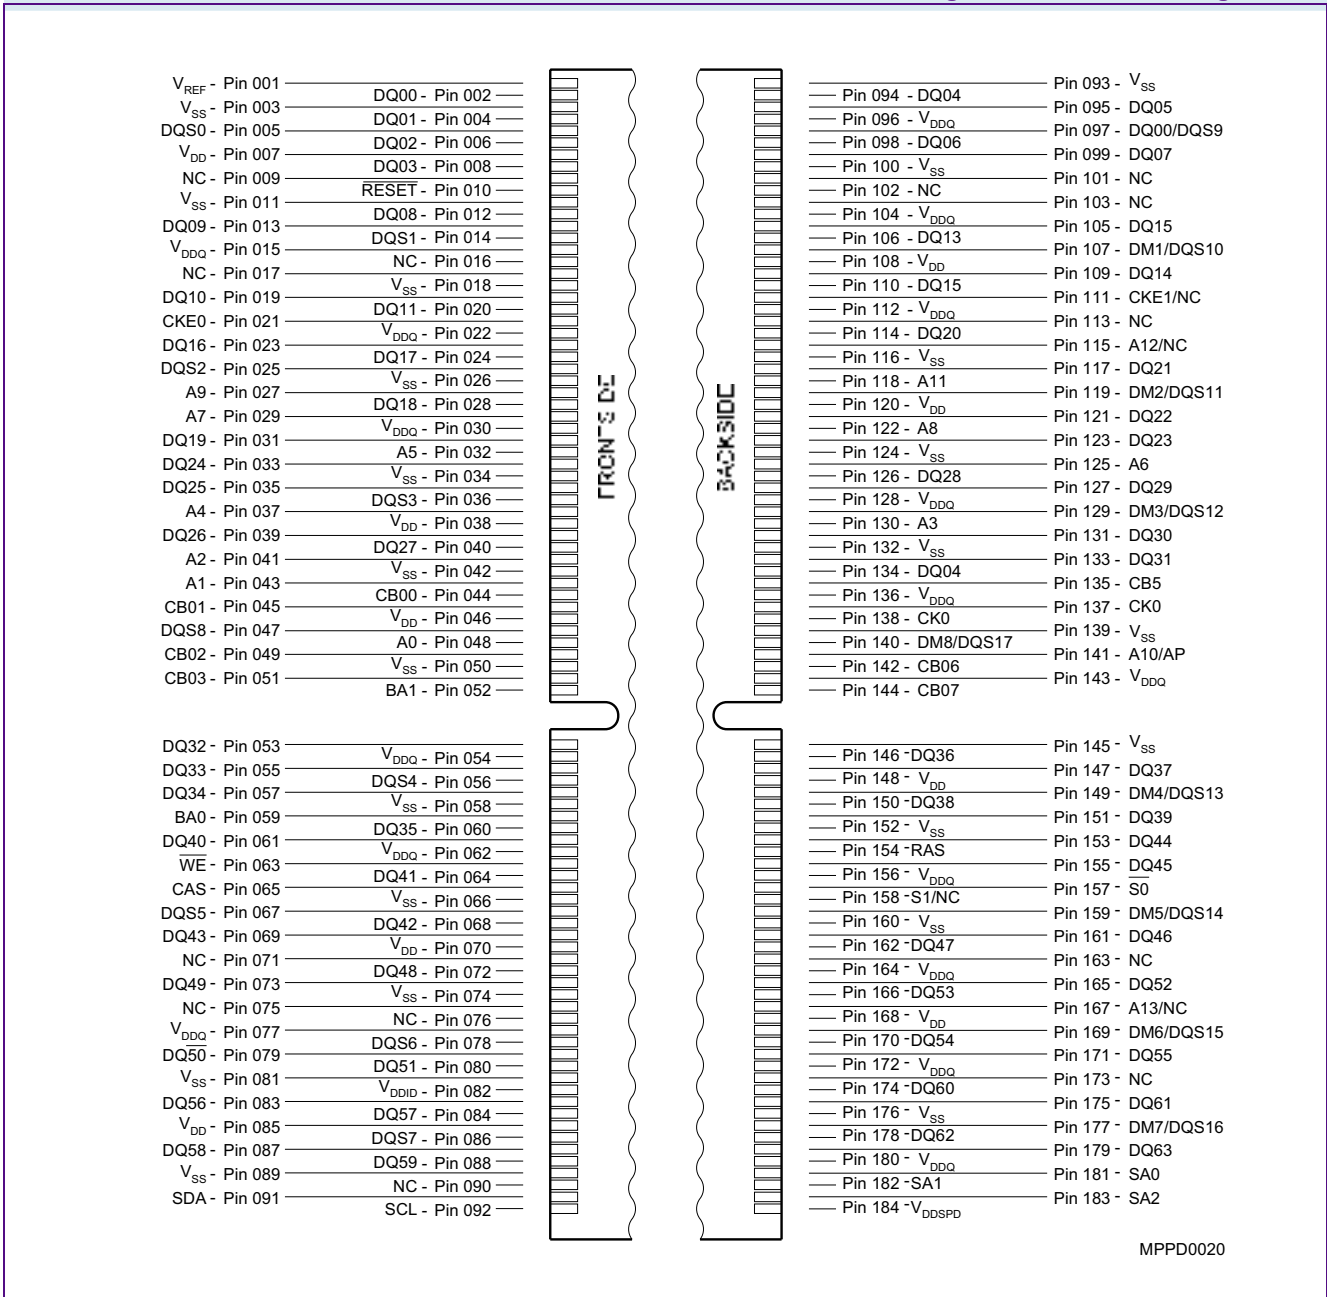 VREF - Pin 001
DQ00 - Pin 002
VSS - Pin 003
DQ01 - Pin 004
DQS0 - Pin 005
DQ02 - Pin 006
VDD - Pin 007
DQ03 - Pin 008
NC - Pin 009
RESET - Pin 010
VSS - Pin 011
DQ08 - Pin 012
DQ09 - Pin 013
DQS1 - Pin 014
VDDQ - Pin 015
NC - Pin 016
NC - Pin 017
VSS - Pin 018
DQ10 - Pin 019
DQ11 - Pin 020
CKE0 - Pin 021
VDDQ - Pin 022
DQ16 - Pin 023
DQ17 - Pin 024
DQS2 - Pin 025
VSS - Pin 026
A9 - Pin 027
DQ18 - Pin 028
A7 - Pin 029
VDDQ - Pin 030
DQ19 - Pin 031
A5 - Pin 032
DQ24 - Pin 033
VSS - Pin 034
DQ25 - Pin 035
DQS3 - Pin 036
A4 - Pin 037
VDD - Pin 038
DQ26 - Pin 039
DQ27 - Pin 040
A2 - Pin 041
VSS - Pin 042
A1 - Pin 043
CB00 - Pin 044
CB01 - Pin 045
VDD - Pin 046
DQS8 - Pin 047
A0 - Pin 048
CB02 - Pin 049
VSS - Pin 050
CB03 - Pin 051
BA1 - Pin 052
DQ32 - Pin 053
VDDQ - Pin 054
DQ33 - Pin 055
DQS4 - Pin 056
DQ34 - Pin 057
VSS - Pin 058
BA0 - Pin 059
DQ35 - Pin 060
DQ40 - Pin 061
VDDQ - Pin 062
WE - Pin 063
DQ41 - Pin 064
CAS - Pin 065
VSS - Pin 066
DQS5 - Pin 067
DQ42 - Pin 068
DQ43 - Pin 069
VDD - Pin 070
NC - Pin 071
DQ48 - Pin 072
DQ49 - Pin 073
VSS - Pin 074
NC - Pin 075
NC - Pin 076
VDDQ - Pin 077
DQS6 - Pin 078
DQ50 - Pin 079
DQ51 - Pin 080
VSS - Pin 081
VDDID - Pin 082
DQ56 - Pin 083
DQ57 - Pin 084
VDD - Pin 085
DQS7 - Pin 086
DQ58 - Pin 087
DQ59 - Pin 088
VSS - Pin 089
NC - Pin 090
SDA - Pin 091
SCL - Pin 092
BACKSIDE
Pin 093 - VSS
Pin 094 - DQ04
Pin 095 - DQ05
Pin 096 - VDDQ
Pin 097 - DQ00/DQS9
Pin 098 - DQ06
Pin 099 - DQ07
Pin 100 - VSS
Pin 101 - NC
Pin 102 - NC
Pin 103 - NC
Pin 104 - VDDQ
Pin 105 - DQ15
Pin 106 - DQ13
Pin 107 - DM1/DQS10
Pin 108 - VDD
Pin 109 - DQ14
Pin 110 - DQ15
Pin 111 - CKE1/NC
Pin 112 - VDDQ
Pin 113 - NC
Pin 114 - DQ20
Pin 115 - A12/NC
Pin 116 - VSS
Pin 117 - DQ21
Pin 118 - A11
Pin 119 - DM2/DQS11
Pin 120 - VDD
Pin 121 - DQ22
Pin 122 - A8
Pin 123 - DQ23
Pin 124 - VSS
Pin 125 - A6
Pin 126 - DQ28
Pin 127 - DQ29
Pin 128 - VDDQ
Pin 129 - DM3/DQS12
Pin 130 - A3
Pin 131 - DQ30
Pin 132 - VSS
Pin 133 - DQ31
Pin 134 - DQ04
Pin 135 - CB5
Pin 136 - VDDQ
Pin 137 - CK0
Pin 138 - CK0
Pin 139 - VSS
Pin 140 - DM8/DQS17
Pin 141 - A10/AP
Pin 142 - CB06
Pin 143 - VDDQ
Pin 144 - CB07
Pin 145 - VSS
Pin 146 -DQ36
Pin 147 - DQ37
Pin 148 - VDD
Pin 149 - DM4/DQS13
Pin 150 -DQ38
Pin 151 - DQ39
Pin 152 - VSS
Pin 153 - DQ44
Pin 154 -RAS
Pin 155 - DQ45
Pin 156 - VDDQ
Pin 157 - S0
Pin 158 -S1/NC
Pin 159 - DM5/DQS14
Pin 160 - VSS
Pin 161 - DQ46
Pin 162 -DQ47
Pin 163 - NC
Pin 164 - VDDQ
Pin 165 - DQ52
Pin 166 -DQ53
Pin 167 - A13/NC
Pin 168 - VDD
Pin 169 - DM6/DQS15
Pin 170 -DQ54
Pin 171 - DQ55
Pin 172 - VDDQ
Pin 173 - NC
Pin 174 -DQ60
Pin 175 - DQ61
Pin 176 - VSS
Pin 177 - DM7/DQS16
Pin 178 -DQ62
Pin 179 - DQ63
Pin 180 - VDDQ
Pin 181 - SA0
Pin 182 -SA1
Pin 183 - SA2
Pin 184 -VDDSPD
MPPD0020